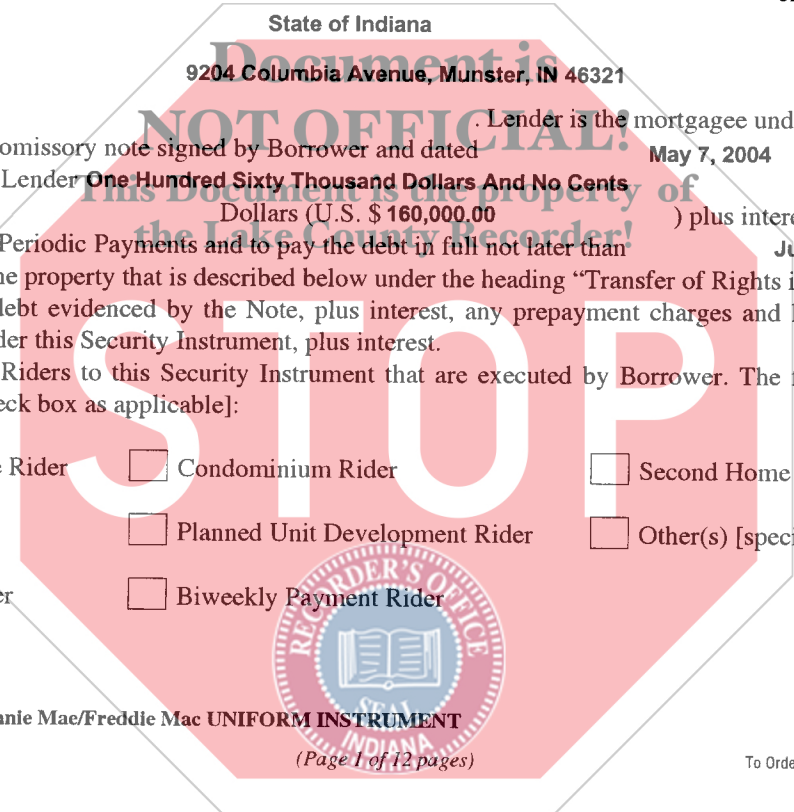 State of Indiana
Document is
9204 Columbia Avenue, Munster, IN 46321
NOT OFFICIAL!
. Lender is the mortgagee und
omissory note signed by Borrower and dated May 7, 2004
Lender One Hundred Sixty Thousand Dollars And No Cents
This Document is the property of
Dollars (U.S. $ 160,000.00 ) plus intere
the Lake County Recorder!
Periodic Payments and to pay the debt in full not later than Ju
ne property that is described below under the heading “Transfer of Rights i
debt evidenced by the Note, plus interest, any prepayment charges and l
der this Security Instrument, plus interest.
Riders to this Security Instrument that are executed by Borrower. The f
eck box as applicable]:
STOP
e Rider Condominium Rider Second Home
Planned Unit Development Rider Other(s) [speci
er Biweekly Payment Rider
RECORDER'S OFFICE
SEAL
INDIANA
nnie Mae/Freddie Mac UNIFORM INSTRUMENT
(Page 1 of 12 pages)
To Orde